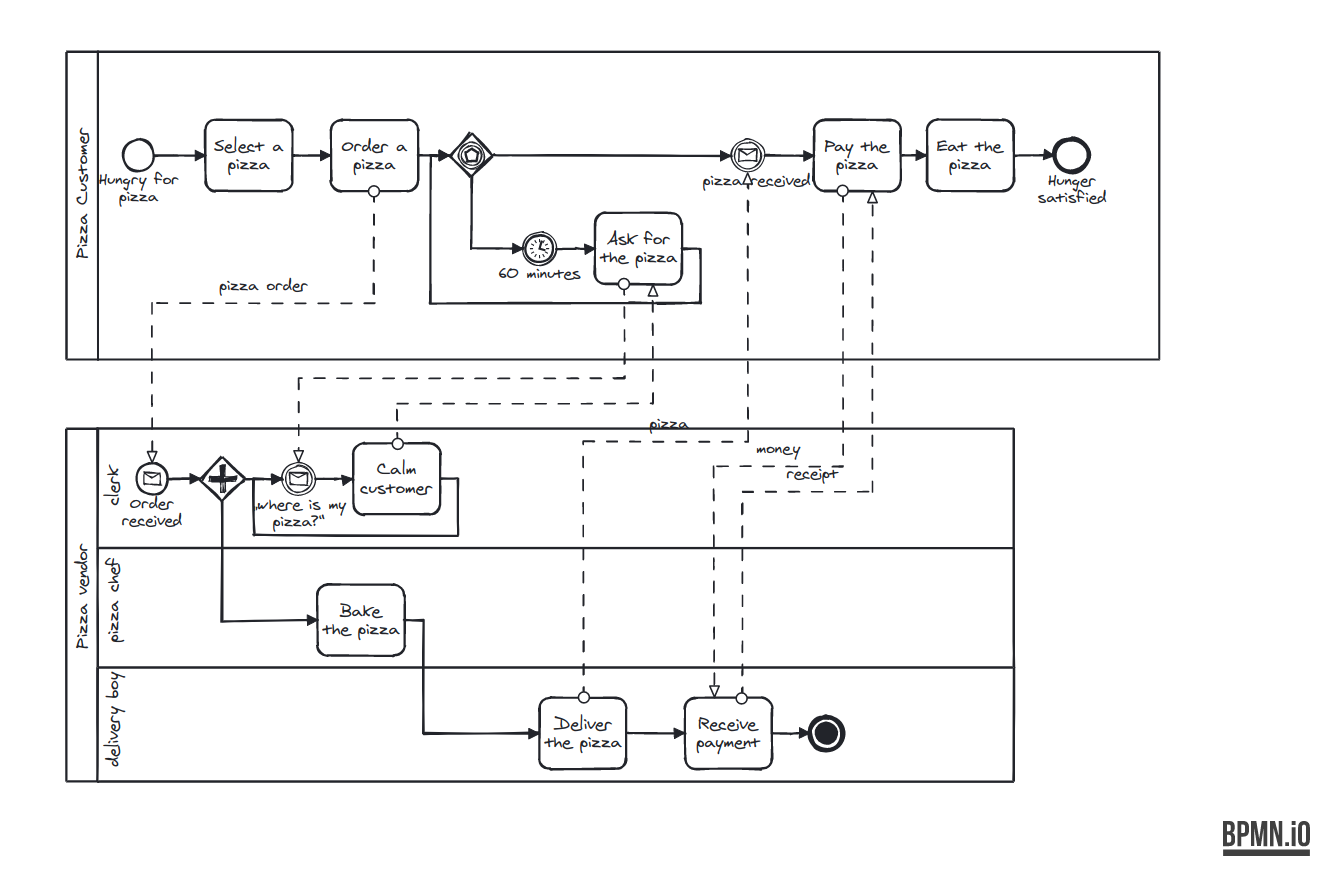 Pizza Customer
Hungry for
pizza
Select a
pizza
Order a
pizza
60 minutes
Ask for
the pizza
pizza received
Pay the
pizza
Eat the
pizza
Hunger
satisfied
pizza order
pizza
money
receipt
Pizza vendor
clerk
Order
received
„where is my
pizza?“
Calm
customer
pizza chef
Bake
the pizza
delivery boy
Deliver
the pizza
Receive
payment
BPMN.iO